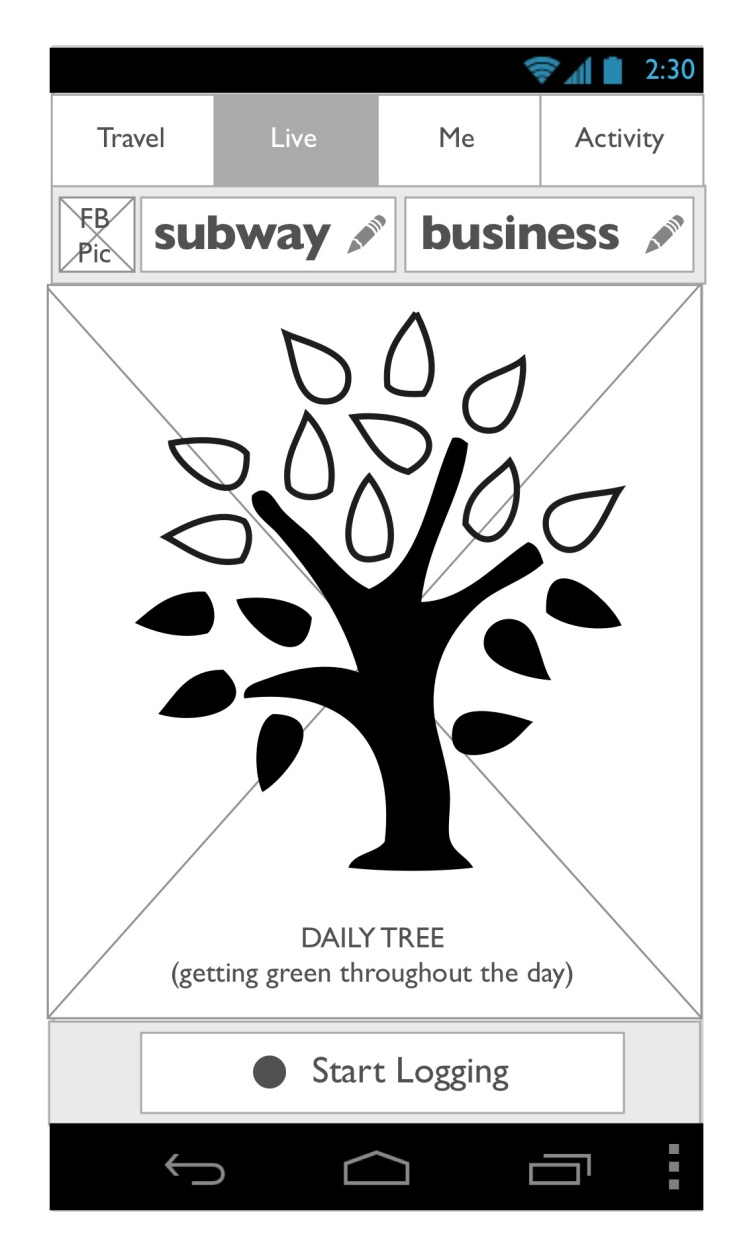 2:30
Travel Live Me Activity
FB
Pic
subway business
DAILY TREE
(getting green throughout the day)
Start Logging